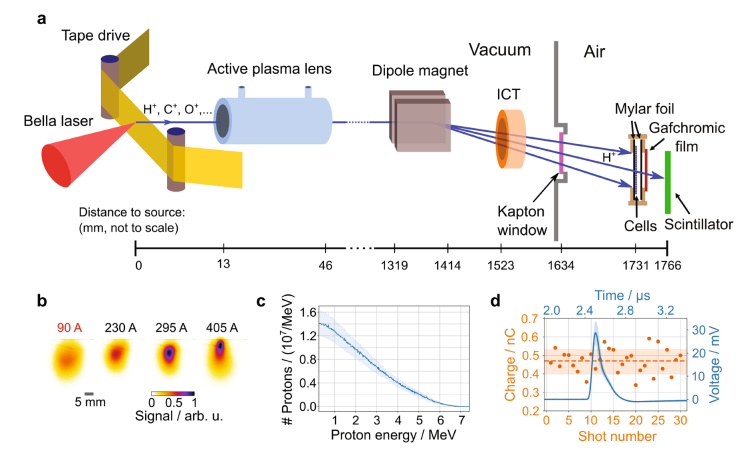 a
Tape drive
Bella laser
H⁺, C⁺, O⁺,...
Active plasma lens
Dipole magnet
Vacuum
Air
ICT
Mylar foil
Gafchromic
film
H⁺
Kapton
window
Cells
Scintillator
Distance to source:
(mm, not to scale)
0 13 46 1319 1414 1523 1634 1731 1766
b
90 A 230 A 295 A 405 A
5 mm
0 0.5 1
Signal / arb. u.
c
# Protons / (10⁷/MeV)
1.6
1.2
0.8
0.4
0.0
1 2 3 4 5 6 7
Proton energy / MeV
d
Time / µs
2.0 2.4 2.8 3.2
Charge / nC
0.7
0.6
0.5
0.4
0.3
0.2
30
20
10
0
Voltage / mV
0 5 10 15 20 25 30
Shot number